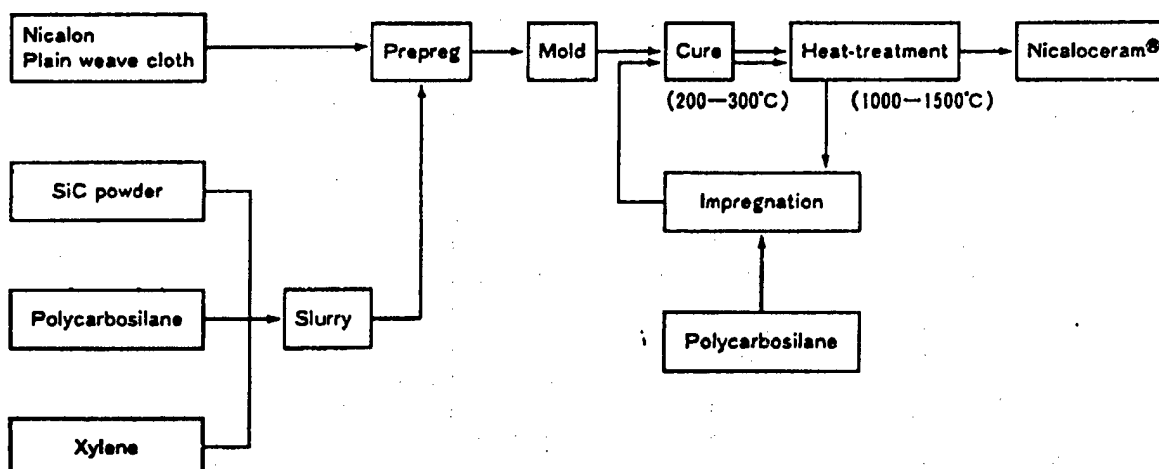 Nicalon
Plain weave cloth
Prepreg
Mold
Cure
Heat-treatment
Nicaloceram®
(200—300°C)
(1000—1500°C)
SiC powder
Impregnation
Polycarbosilane
Slurry
Polycarbosilane
Xylene